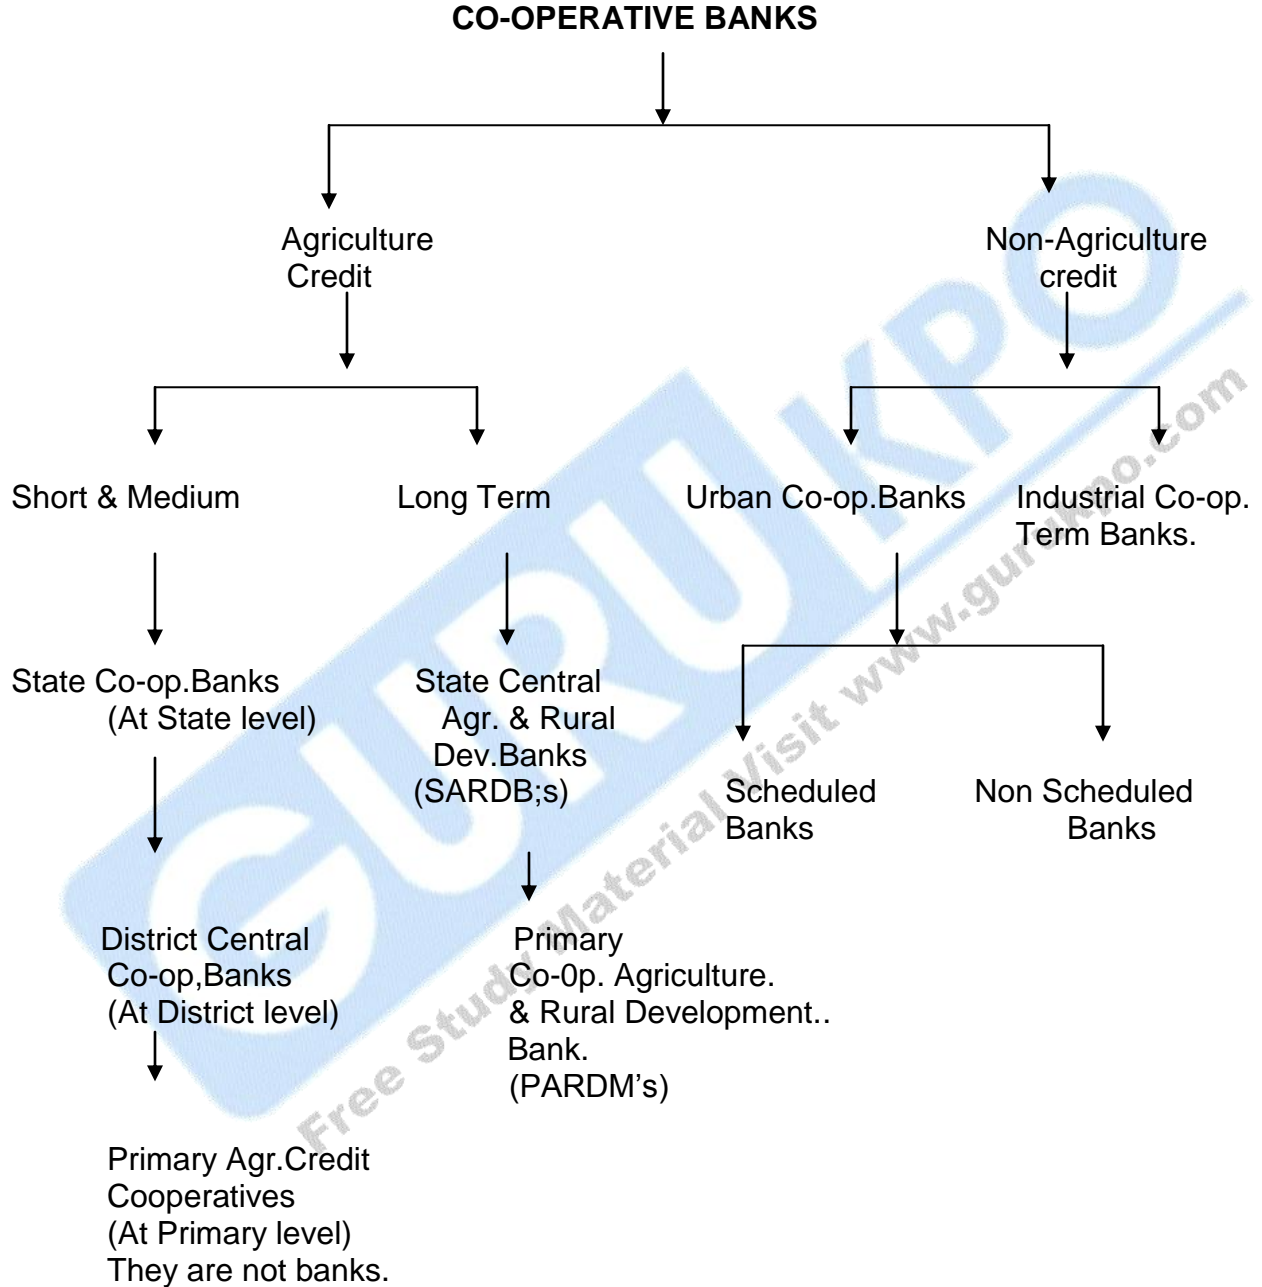 CO-OPERATIVE BANKS
Agriculture
Credit
Non-Agriculture
credit
Short & Medium
Long Term
Urban Co-op.Banks
Industrial Co-op.
Term Banks.
State Co-op.Banks
(At State level)
State Central
Agr. & Rural
Dev.Banks
(SARDB;s)
Scheduled
Banks
Non Scheduled
Banks
District Central
Co-op,Banks
(At District level)
Primary
Co-0p. Agriculture.
& Rural Development..
Bank.
(PARDM's)
Primary Agr.Credit
Cooperatives
(At Primary level)
They are not banks.
GURUKPO
Free Study Material Visit www.gurukpo.com